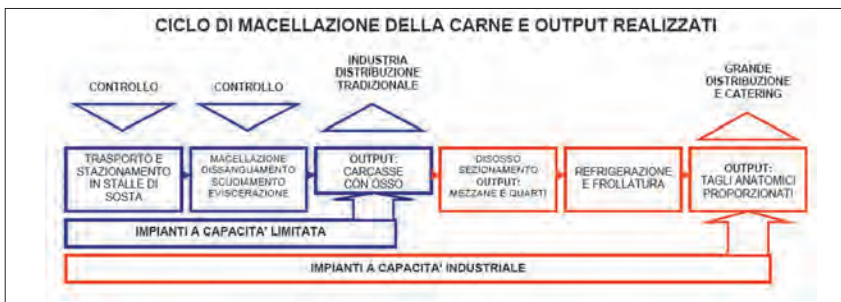 CICLO DI MACELLAZIONE DELLA CARNE E OUTPUT REALIZZATI
CONTROLLO
CONTROLLO
INDUSTRIA
DISTRIBUZIONE
TRADIZIONALE
GRANDE
DISTRIBUZIONE
E CATERING
TRASPORTO E
STAZIONAMENTO
IN STALLE DI
SOSTA
MACELLAZIONE
DISSANGUAMENTO
SCUOIAMENTO
EVISCERAZIONE
OUTPUT:
CARCASSE
CON OSSO
DISOSSO
SEZIONAMENTO
OUTPUT:
MEZZANE E QUARTI
REFRIGERAZIONE
E FROLLATURA
OUTPUT:
TAGLI ANATOMICI
PROPORZIONATI
IMPIANTI A CAPACITA' LIMITATA
IMPIANTI A CAPACITA' INDUSTRIALE